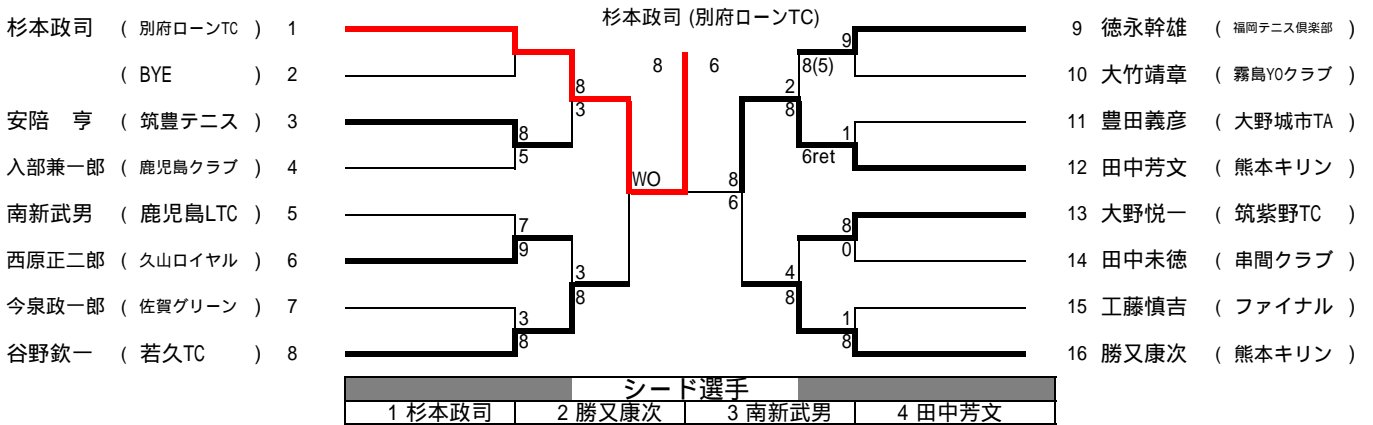 杉本政司 (別府ローンTC)
杉本政司 ( 別府ローンTC ) 1
( BYE ) 2
安陪 亨 ( 筑豊テニス ) 3
入部兼一郎 ( 鹿児島クラブ ) 4
南新武男 ( 鹿児島LTC ) 5
西原正二郎 ( 久山ロイヤル ) 6
今泉政一郎 ( 佐賀グリーン ) 7
谷野欽一 ( 若久TC ) 8
8
3
8
5
WO
7
9
3
8
3
8
8 6
9
8(5)
2
8
1
6ret
8
6
8
0
4
8
1
8
9 徳永幹雄 ( 福岡テニス倶楽部 )
10 大竹靖章 ( 霧島YOクラブ )
11 豊田義彦 ( 大野城市TA )
12 田中芳文 ( 熊本キリン )
13 大野悦一 ( 筑紫野TC )
14 田中未徳 ( 串間クラブ )
15 工藤慎吉 ( ファイナル )
16 勝又康次 ( 熊本キリン )
シード選手
1 杉本政司 2 勝又康次 3 南新武男 4 田中芳文